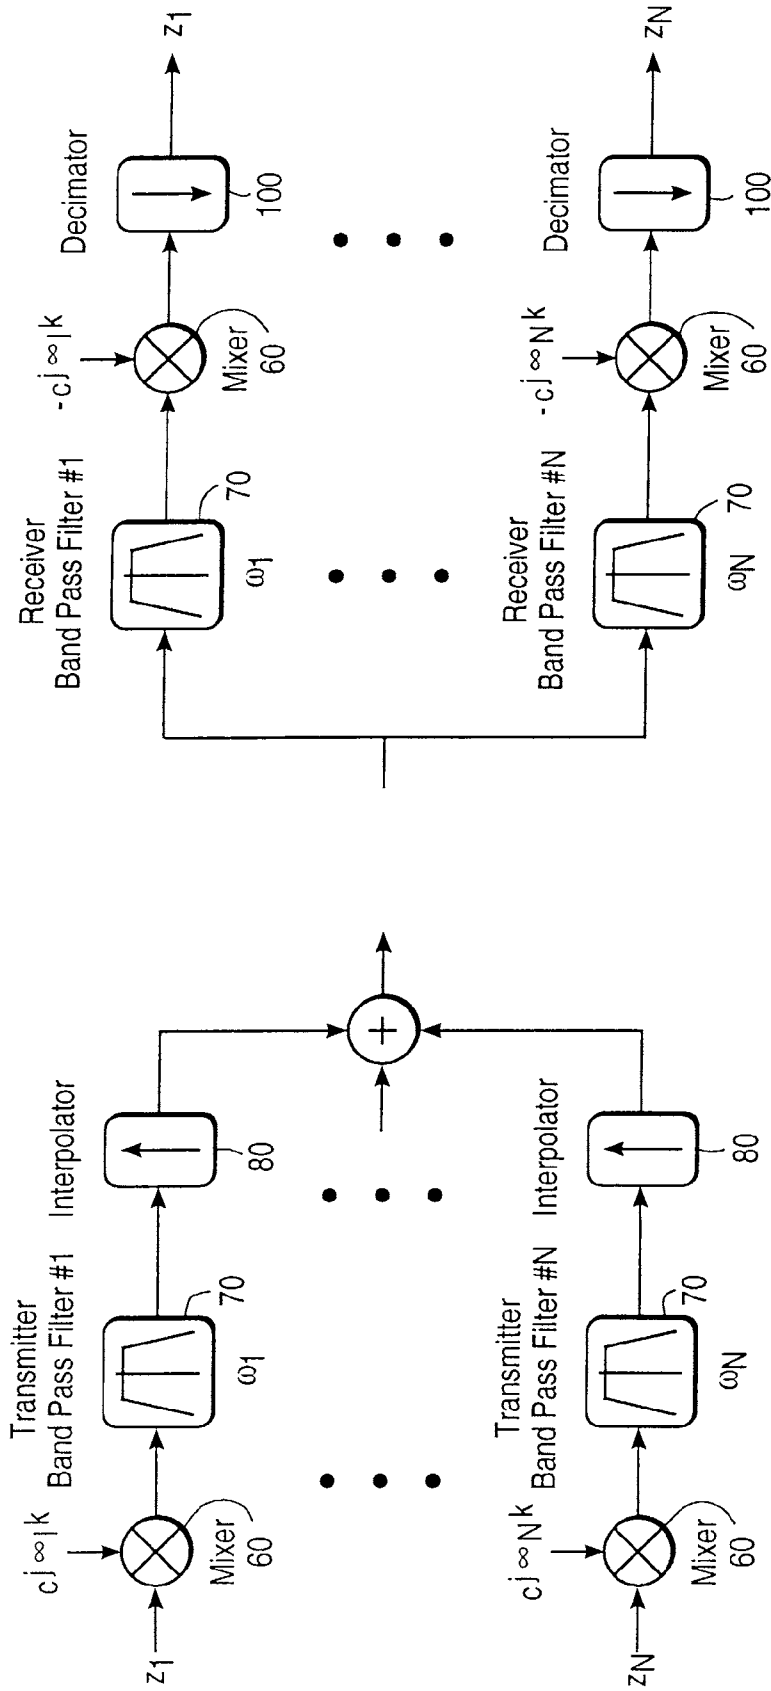 z1
c^j∞1^k
Mixer
60
Transmitter
Band Pass Filter #1
70
ω1
Interpolator
80
zN
c^j∞N^k
Mixer
60
Transmitter
Band Pass Filter #N
70
ωN
Interpolator
80
+
Receiver
Band Pass Filter #1
70
ω1
-c^j∞1^k
Mixer
60
Decimator
100
z1
Receiver
Band Pass Filter #N
70
ωN
-c^j∞N^k
Mixer
60
Decimator
100
zN